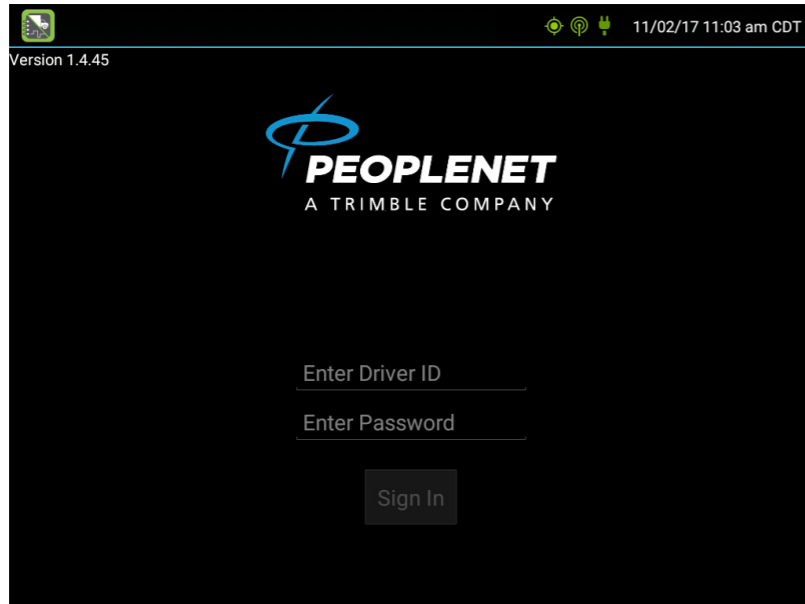 11/02/17 11:03 am CDT
Version 1.4.45
PEOPLENET
A TRIMBLE COMPANY
Enter Driver ID
Enter Password
Sign In